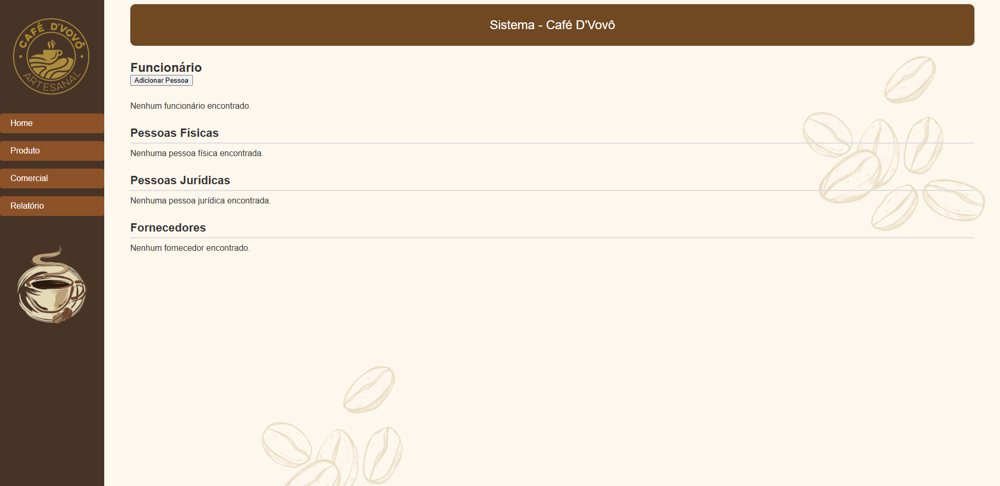 CAFÉ D'VOVÔ
ARTESANAL
Home
Produto
Comercial
Relatório
Sistema - Café D'Vovô
Funcionário
Adicionar Pessoa
Nenhum funcionário encontrado.
Pessoas Físicas
Nenhuma pessoa física encontrada.
Pessoas Jurídicas
Nenhuma pessoa jurídica encontrada.
Fornecedores
Nenhum fornecedor encontrado.